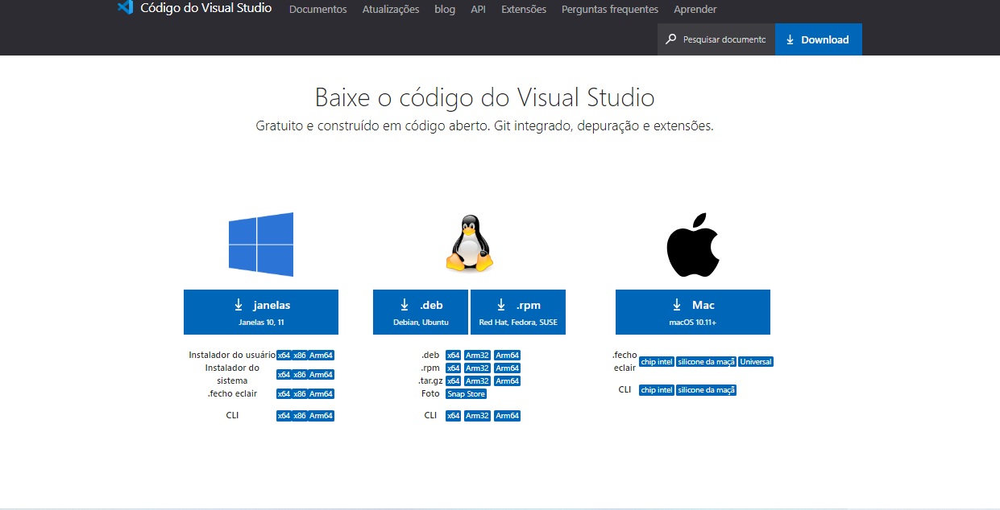 Código do Visual Studio Documentos Atualizações blog API Extensões Perguntas frequentes Aprender
Pesquisar documento Download
Baixe o código do Visual Studio
Gratuito e construído em código aberto. Git integrado, depuração e extensões.
janelas
Janelas 10, 11
.deb
Debian, Ubuntu
.rpm
Red Hat, Fedora, SUSE
Mac
macOS 10.11+
Instalador do usuário x64 x86 Arm64
Instalador do
sistema x64 x86 Arm64
.fecho eclair x64 x86 Arm64
CLI x64 x86 Arm64
.deb x64 Arm32 Arm64
.rpm x64 Arm32 Arm64
.tar.gz x64 Arm32 Arm64
Foto Snap Store
CLI x64 Arm32 Arm64
.fecho
eclair chip intel silicone da maçã Universal
CLI chip intel silicone da maçã